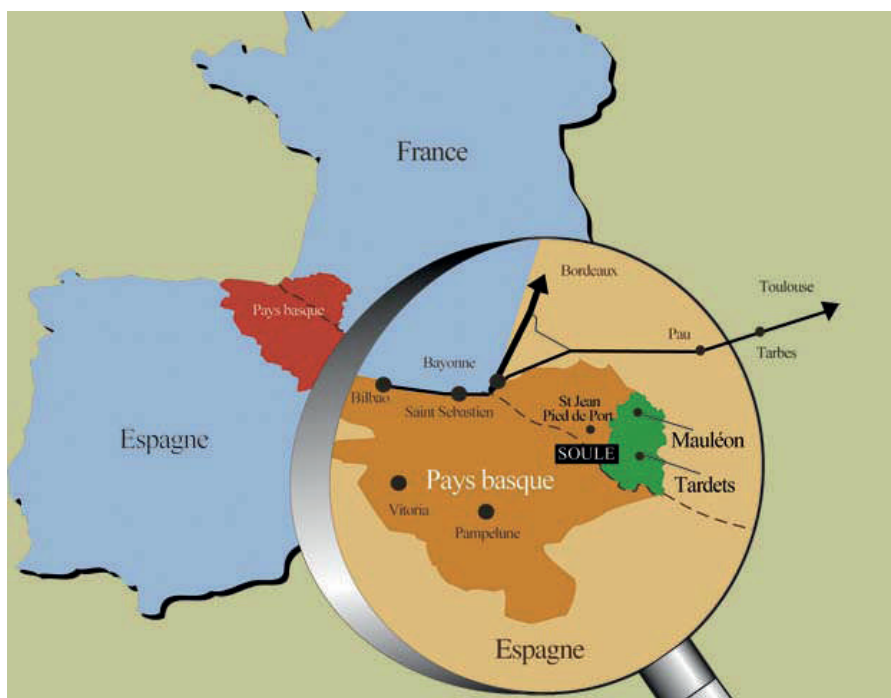 France
Bordeaux
Toulouse
Pays basque
Pau
Tarbes
Bayonne
Bilbao
Saint Sebastien
St Jean
Pied de Port
Mauléon
Espagne
SOULE
Pays basque
Tardets
Vitoria
Pampelune
Espagne